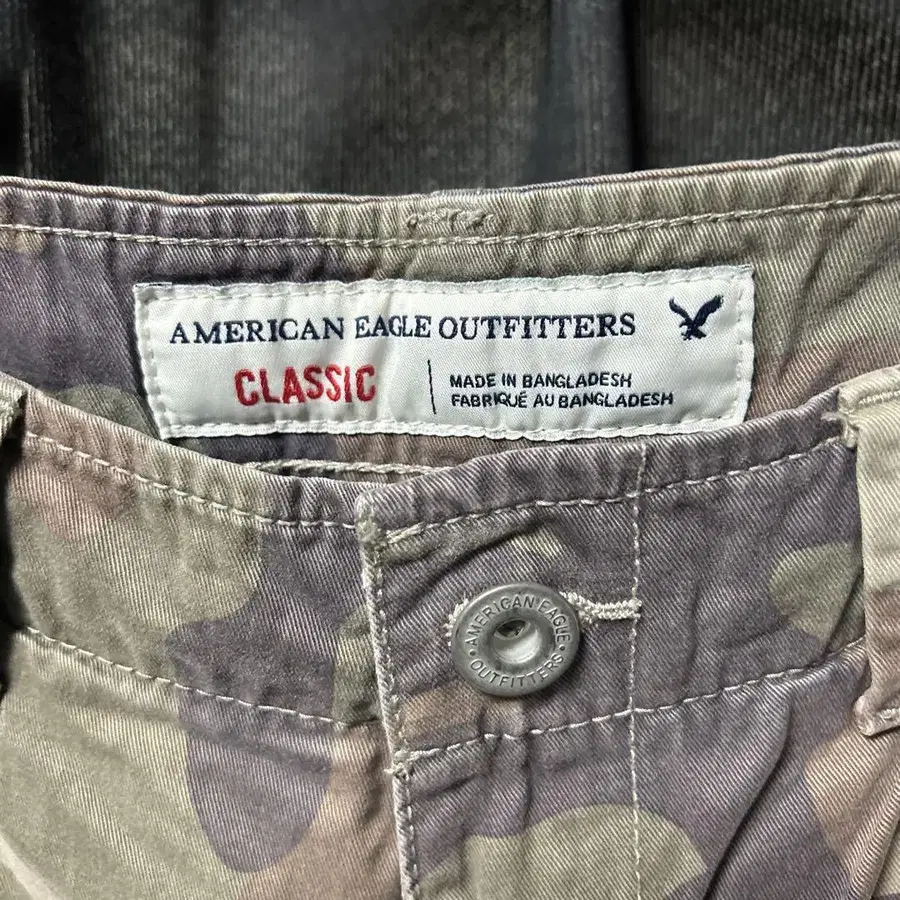 AMERICAN EAGLE OUTFITTERS
CLASSIC
MADE IN BANGLADESH
FABRIQUÉ AU BANGLADESH
AMERICAN EAGLE
• OUTFITTERS •